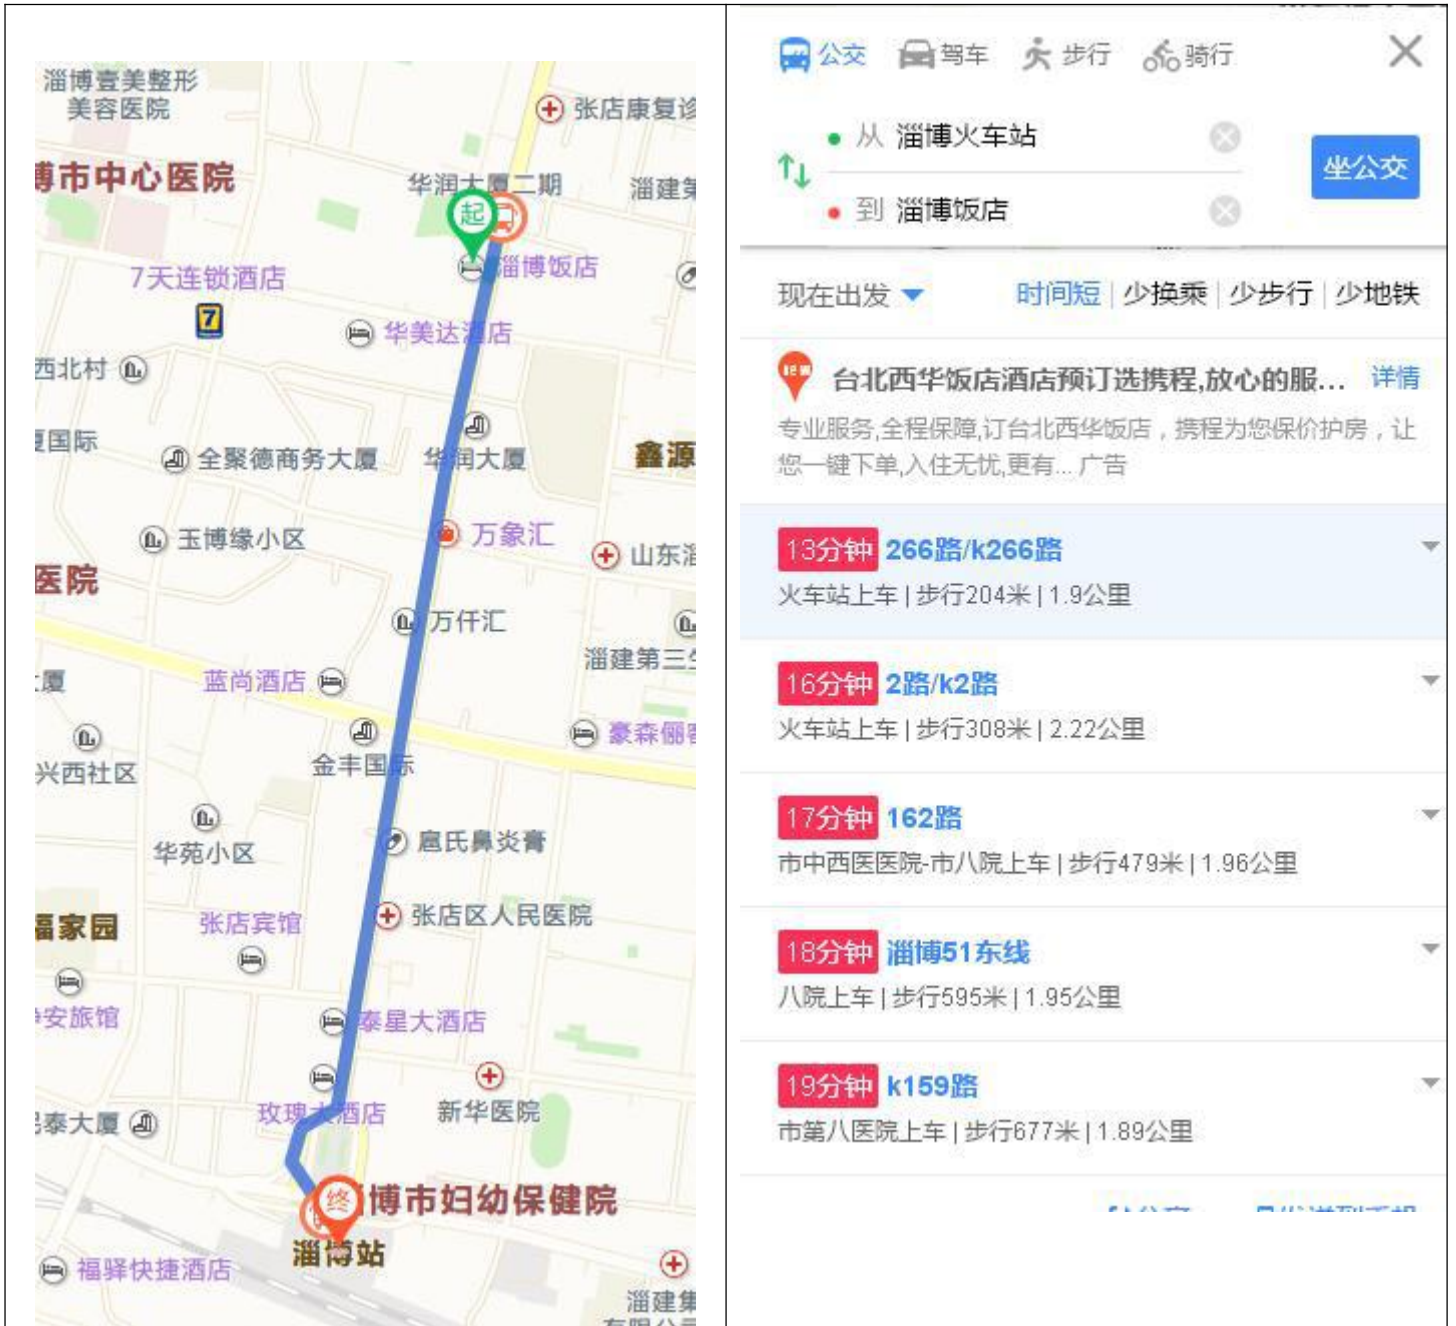 淄博壹美整形
美容医院
张店康复诊
博市中心医院
华润大厦二期
淄建第
起
淄博饭店
7天连锁酒店
7
华美达酒店
西北村
国际
全聚德商务大厦
华润大厦
鑫源
玉博缘小区
万象汇
山东淄
医院
万仟汇
淄建第三
厦
蓝尚酒店
豪森俪
兴西社区
金丰国际
华苑小区
扈氏鼻炎膏
福家园
张店宾馆
张店区人民医院
安旅馆
泰星大酒店
泰大厦
玫瑰大酒店
新华医院
终
博市妇幼保健院
淄博站
福驿快捷酒店
淄建集
公交 驾车 步行 骑行
从 淄博火车站
坐公交
到 淄博饭店
现在出发 时间短 | 少换乘 | 少步行 | 少地铁
NEW 台北西华饭店酒店预订选携程,放心的服... 详情
专业服务,全程保障,订台北西华饭店，携程为您保价护房，让
您一键下单,入住无忧,更有... 广告
13分钟 266路/k266路
火车站上车 | 步行204米 | 1.9公里
16分钟 2路/k2路
火车站上车 | 步行308米 | 2.22公里
17分钟 162路
市中西医医院-市八院上车 | 步行479米 | 1.96公里
18分钟 淄博51东线
八院上车 | 步行595米 | 1.95公里
19分钟 k159路
市第八医院上车 | 步行677米 | 1.89公里